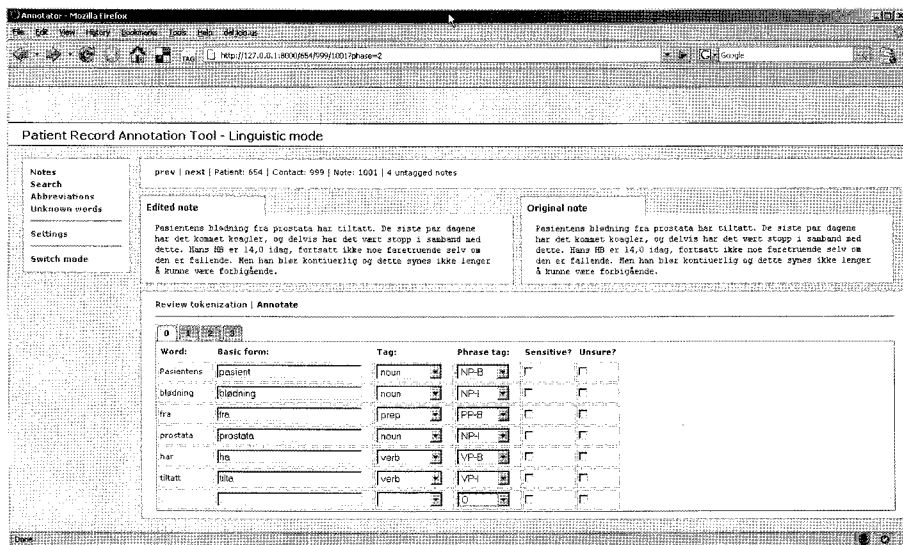 Annotator - Mozilla Firefox
File Edit View History Bookmarks Tools Help del.icio.us
TAG http://127.0.0.1:8000/654/999/1001?phase=2 Google
Patient Record Annotation Tool - Linguistic mode
Notes
Search
Abbreviations
Unknown words
Settings
Switch mode
prev | next | Patient: 654 | Contact: 999 | Note: 1001 | 4 untagged notes
Edited note
Pasientens blødning fra prostata har tiltatt. De siste par dagene
har det kommet koagler, og delvis har det vært stopp i samband med
dette. Hans HB er 14,0 idag, fortsatt ikke noe faretruende selv om
den er fallende. Men han blør kontiuerlig og dette synes ikke lenger
å kunne være forbigående.
Original note
Pasientens blødning fra prostata har tiltatt. De siste par dagene
har det kommet koagler, og delvis har det vært stopp i samband med
dette. Hans HB er 14,0 idag, fortsatt ikke noe faretruende selv om
den er fallende. Men han blør kontiuerlig og dette synes ikke lenger
å kunne være forbigående.
Review tokenization | Annotate
0 1 2 3
Word: Basic form: Tag: Phrase tag: Sensitive? Unsure?
Pasientens pasient noun NP-B
blødning blødning noun NP-I
fra fra prep PP-B
prostata prostata noun NP-I
har ha verb VP-B
tiltatt tilta verb VP-I
. . O
Done